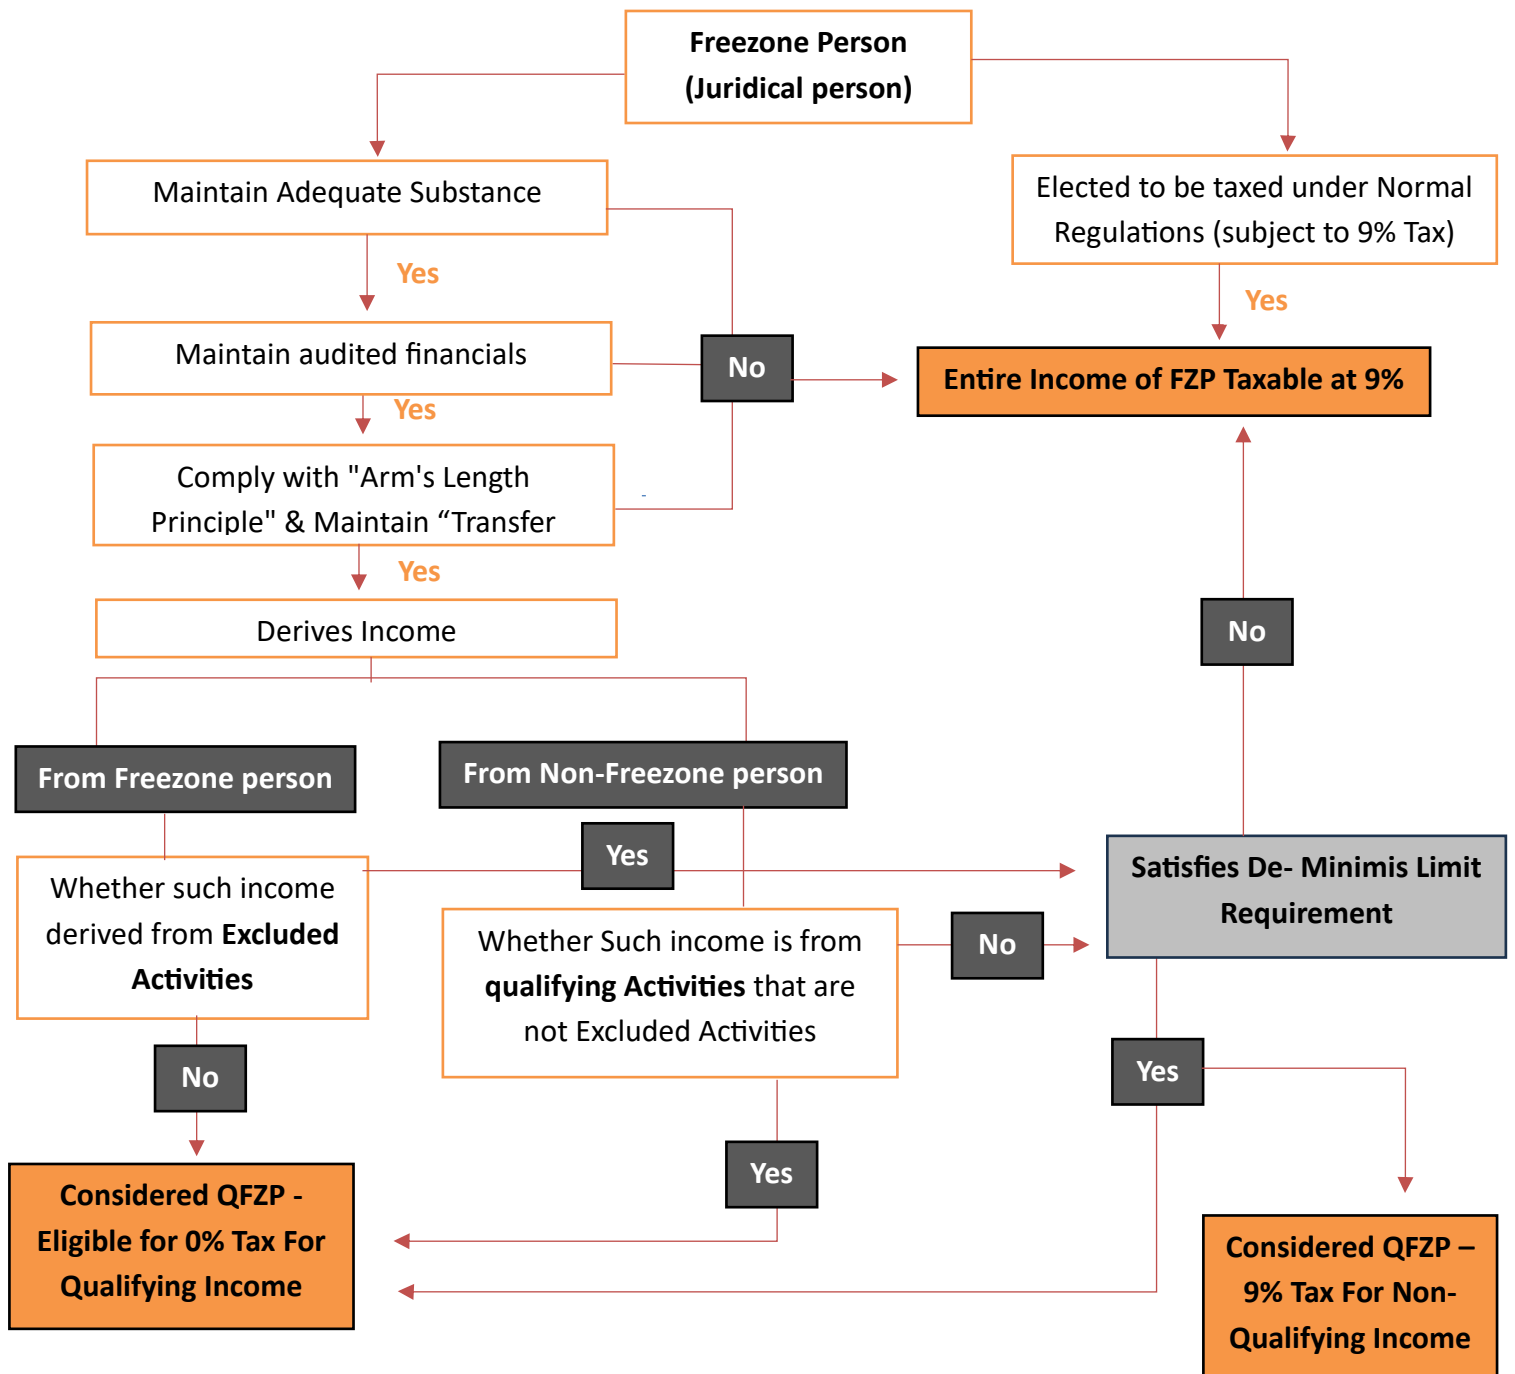 Freezone Person
(Juridical person)
Maintain Adequate Substance
Elected to be taxed under Normal
Regulations (subject to 9% Tax)
Yes
Yes
Maintain audited financials
No
Entire Income of FZP Taxable at 9%
Yes
Comply with "Arm's Length
Principle" & Maintain “Transfer
Yes
Derives Income
No
From Freezone person
From Non-Freezone person
Yes
Whether such income
derived from Excluded
Activities
Satisfies De- Minimis Limit
Requirement
Whether Such income is from
qualifying Activities that are
not Excluded Activities
No
No
Yes
Yes
Considered QFZP -
Eligible for 0% Tax For
Qualifying Income
Considered QFZP –
9% Tax For Non-
Qualifying Income